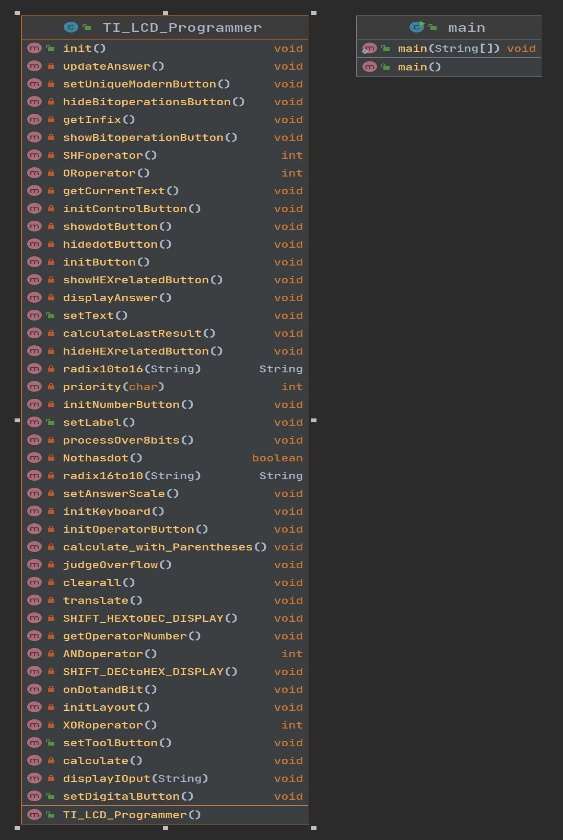 TI_LCD_Programmer
init() void
updateAnswer() void
setUniqueModernButton() void
hideBitoperationsButton() void
getInfix() void
showBitoperationButton() void
SHFoperator() int
ORoperator() int
getCurrentText() void
initControlButton() void
showdotButton() void
hidedotButton() void
initButton() void
showHEXrelatedButton() void
displayAnswer() void
setText() void
calculateLastResult() void
hideHEXrelatedButton() void
radix10to16(String) String
priority(char) int
initNumberButton() void
setLabel() void
processOver8bits() void
Nothasdot() boolean
radix16to10(String) String
setAnswerScale() void
initKeyboard() void
initOperatorButton() void
calculate_with_Parentheses() void
judgeOverflow() void
clearall() void
translate() void
SHIFT_HEXtoDEC_DISPLAY() void
getOperatorNumber() void
ANDoperator() int
SHIFT_DECtoHEX_DISPLAY() void
onDotandBit() void
initLayout() void
XORoperator() int
setToolButton() void
calculate() void
displayIOput(String) void
setDigitalButton() void
TI_LCD_Programmer()
main
main(String[]) void
main()